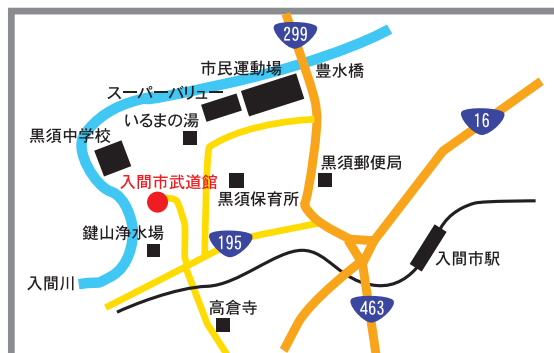 299
市民運動場
豊水橋
スーパーバリュー
いるまの湯
16
黒須中学校
黒須郵便局
入間市武道館
黒須保育所
鍵山浄水場
195
入間市駅
入間川
高倉寺
463